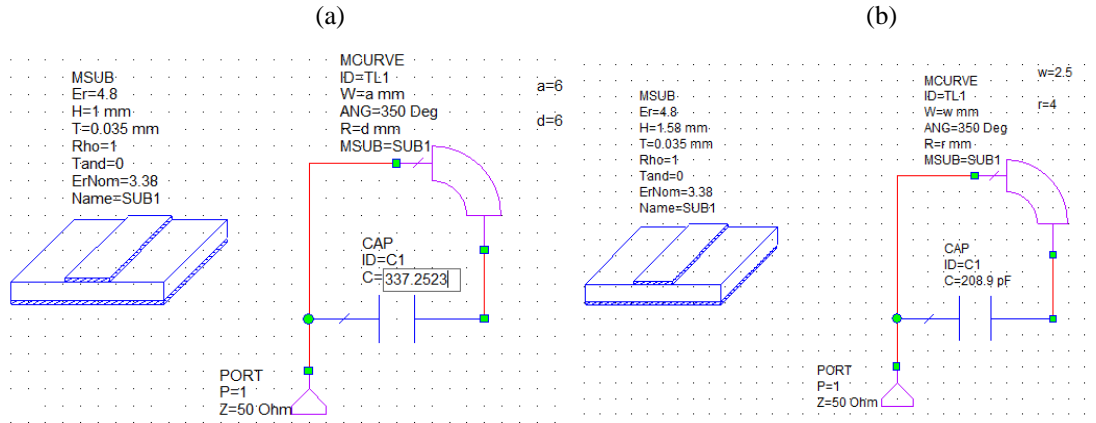 (a)
(b)
MSUB
Er=4.8
H=1 mm
T=0.035 mm
Rho=1
Tand=0
ErNom=3.38
Name=SUB1
MCURVE
ID=TL1
W=a mm
ANG=350 Deg
R=d mm
MSUB=SUB1
a=6
d=6
CAP
ID=C1
C=337.2523
PORT
P=1
Z=50 Ohm
MSUB
Er=4.8
H=1.58 mm
T=0.035 mm
Rho=1
Tand=0
ErNom=3.38
Name=SUB1
MCURVE
ID=TL1
W=w mm
ANG=350 Deg
R=r mm
MSUB=SUB1
w=2.5
r=4
CAP
ID=C1
C=208.9 pF
PORT
P=1
Z=50 Ohm